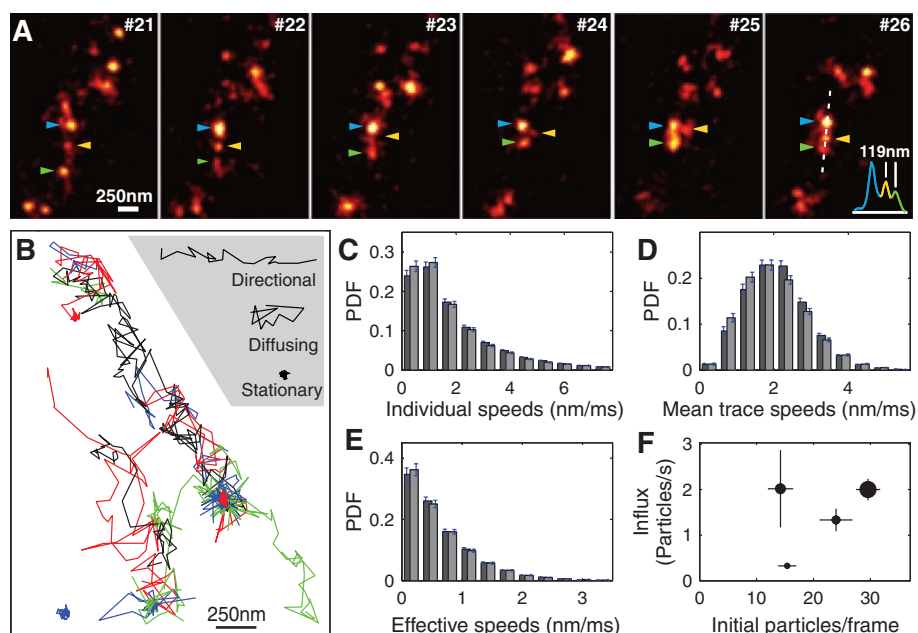 A
#21
#22
#23
#24
#25
#26
250nm
119nm
B
Directional
Diffusing
Stationary
250nm
C
PDF
0.3
0.2
0.1
0
0 2 4 6
Individual speeds (nm/ms)
D
PDF
0.2
0.1
0
0 2 4
Mean trace speeds (nm/ms)
E
PDF
0.4
0.2
0
0 1 2 3
Effective speeds (nm/ms)
F
Influx
(Particles/s)
3
2
1
0
0 10 20 30
Initial particles/frame